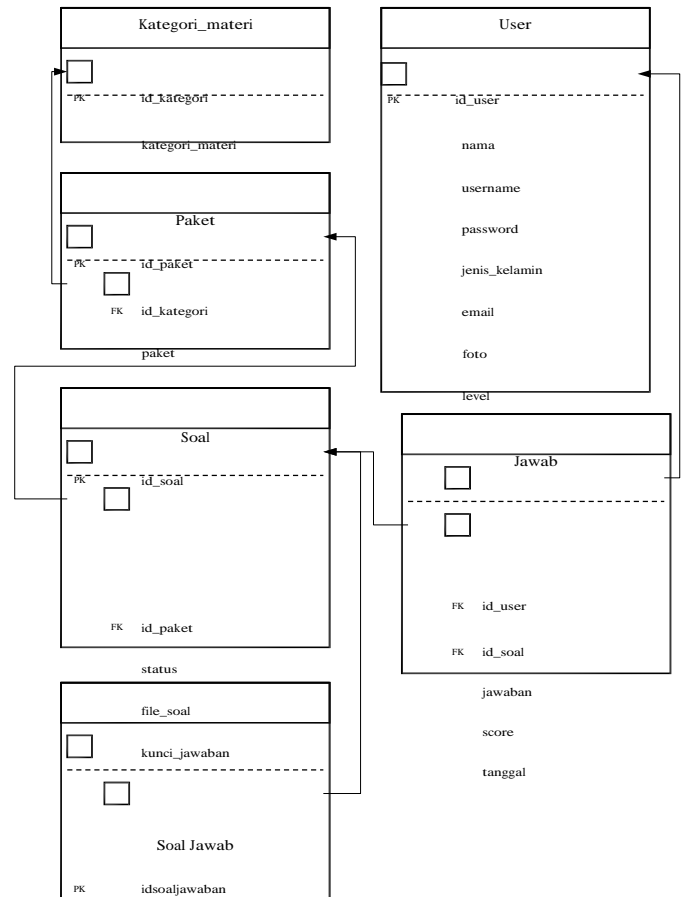 Kategori_materi
PK id_kategori
kategori_materi
Paket
PK id_paket
FK id_kategori
paket
Soal
PK id_soal
FK id_paket
status
file_soal
kunci_jawaban
Soal Jawab
PK idsoaljawaban
User
PK id_user
nama
username
password
jenis_kelamin
email
foto
level
Jawab
FK id_user
FK id_soal
jawaban
score
tanggal